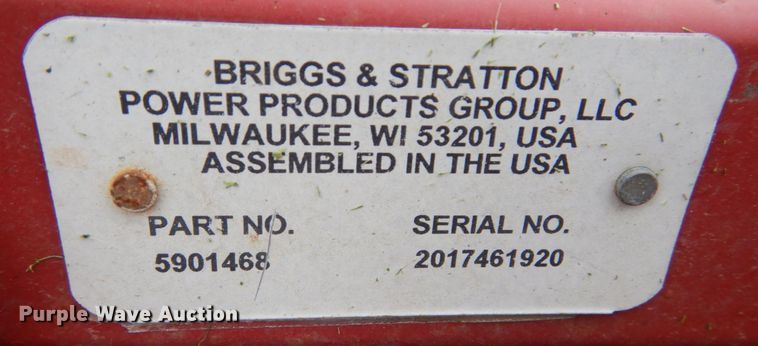 BRIGGS & STRATTON
POWER PRODUCTS GROUP, LLC
MILWAUKEE, WI 53201, USA
ASSEMBLED IN THE USA
PART NO. SERIAL NO.
5901468 2017461920
Purple Wave Auction